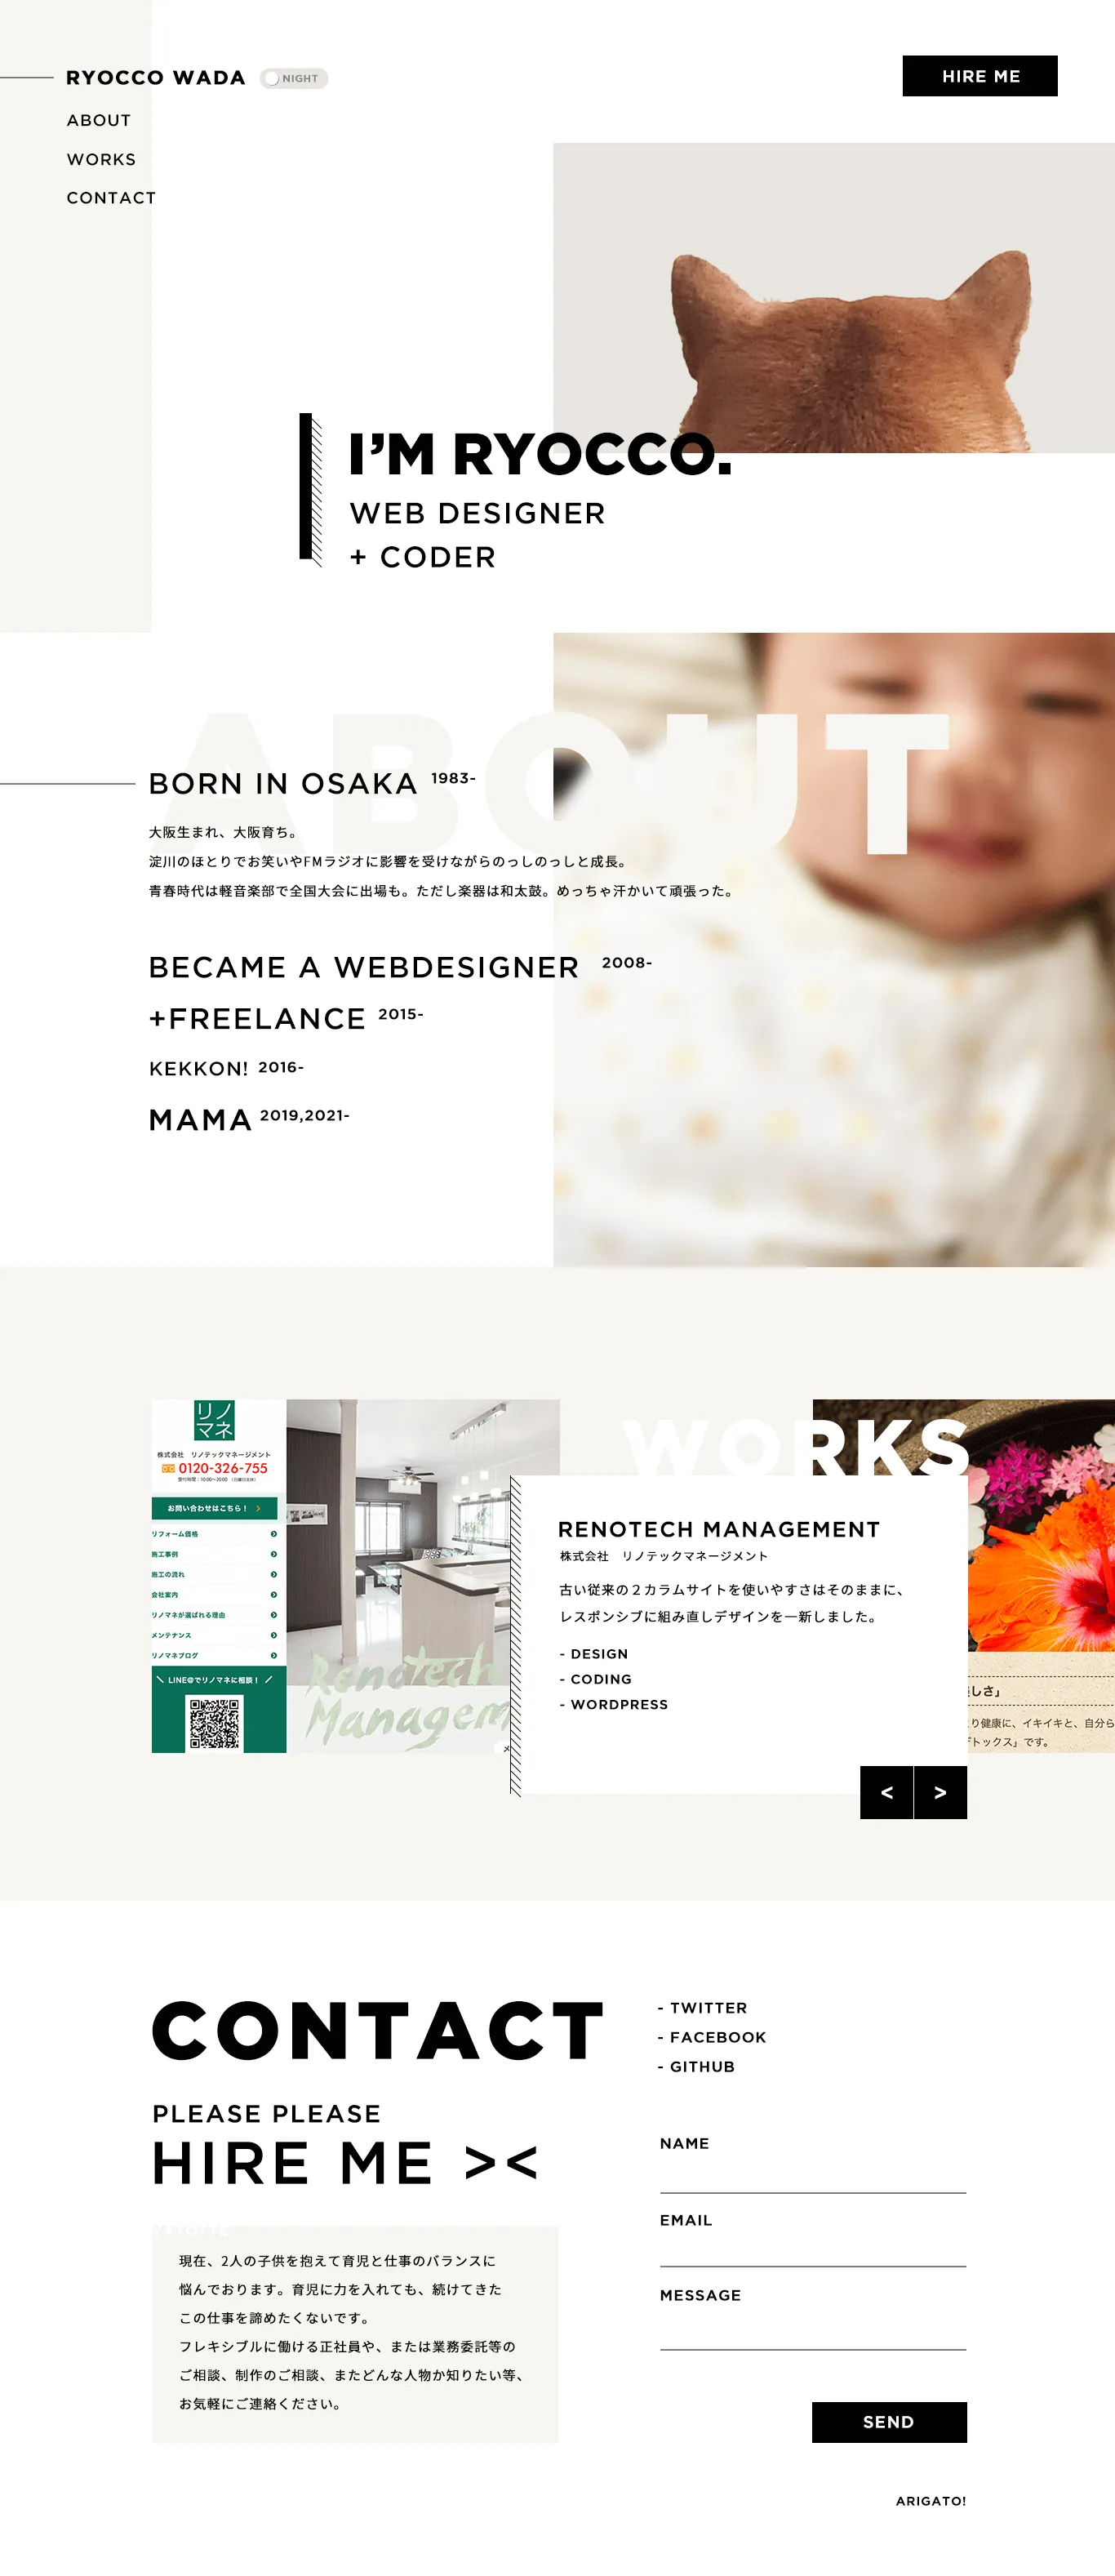 RYOCCO WADA
NIGHT
HIRE ME
ABOUT
WORKS
CONTACT
I’M RYOCCO.
WEB DESIGNER
+ CODER
ABOUT
BORN IN OSAKA 1983-
大阪生まれ、大阪育ち。
淀川のほとりでお笑いやFMラジオに影響を受けながらのっしのっしと成長。
青春時代は軽音楽部で全国大会に出場も。ただし楽器は和太鼓。めっちゃ汗かいて頑張った。
BECAME A WEBDESIGNER 2008-
+FREELANCE 2015-
KEKKON! 2016-
MAMA 2019,2021-
リノ
マネ
株式会社 リノテックマネージメント
0120-326-755
受付時間:10:00〜20:00 (日曜日定休)
お問い合わせはこちら!
リフォーム価格
施工事例
施工の流れ
会社案内
リノマネが選ばれる理由
メンテナンス
リノマネブログ
\ LINE@でリノマネに相談! /
Renotech
Managem
WORKS
RENOTECH MANAGEMENT
株式会社 リノテックマネージメント
古い従来の2カラムサイトを使いやすさはそのままに、
レスポンシブに組み直しデザインを一新しました。
- DESIGN
- CODING
- WORDPRESS
< >
しさ」
り健康に、イキイキと、自分ら
トックス」です。
CONTACT
PLEASE PLEASE
HIRE ME ><
YATOTTE
現在、2人の子供を抱えて育児と仕事のバランスに
悩んでおります。育児に力を入れても、続けてきた
この仕事を諦めたくないです。
フレキシブルに働ける正社員や、または業務委託等の
ご相談、制作のご相談、またどんな人物か知りたい等、
お気軽にご連絡ください。
- TWITTER
- FACEBOOK
- GITHUB
NAME
EMAIL
MESSAGE
SEND
ARIGATO!